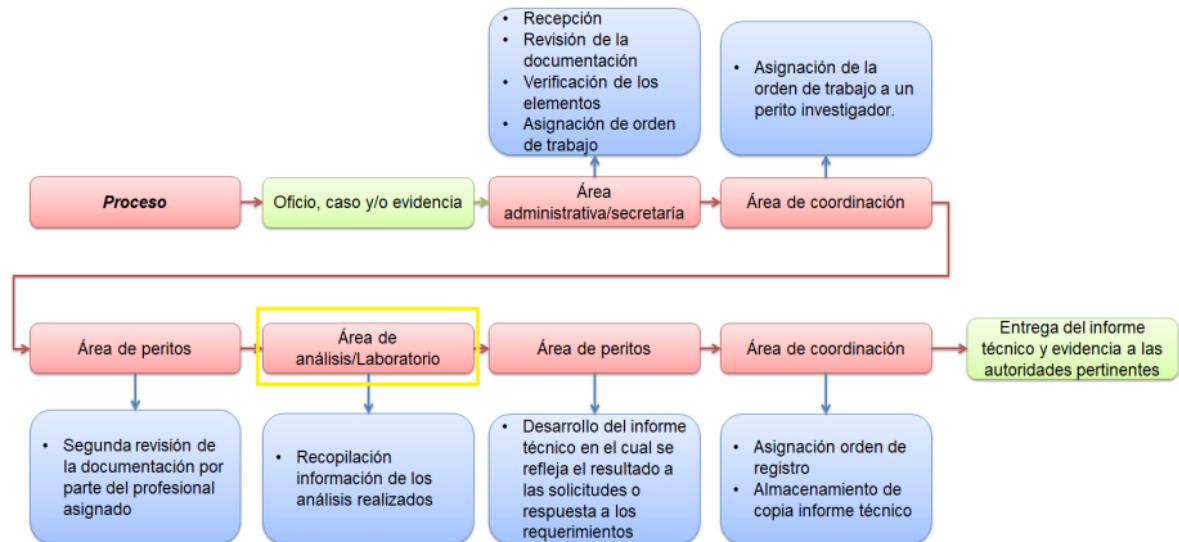 • Recepción
• Revisión de la
documentación
• Verificación de los
elementos
• Asignación de orden
de trabajo
• Asignación de la
orden de trabajo a un
perito investigador.
Proceso
Oficio, caso y/o evidencia
Área
administrativa/secretaría
Área de coordinación
Área de peritos
Área de
análisis/Laboratorio
Área de peritos
Área de coordinación
Entrega del informe
técnico y evidencia a las
autoridades pertinentes
• Segunda revisión de
la documentación por
parte del profesional
asignado
• Recopilación
información de los
análisis realizados
• Desarrollo del informe
técnico en el cual se
refleja el resultado a
las solicitudes o
respuesta a los
requerimientos
• Asignación orden de
registro
• Almacenamiento de
copia informe técnico